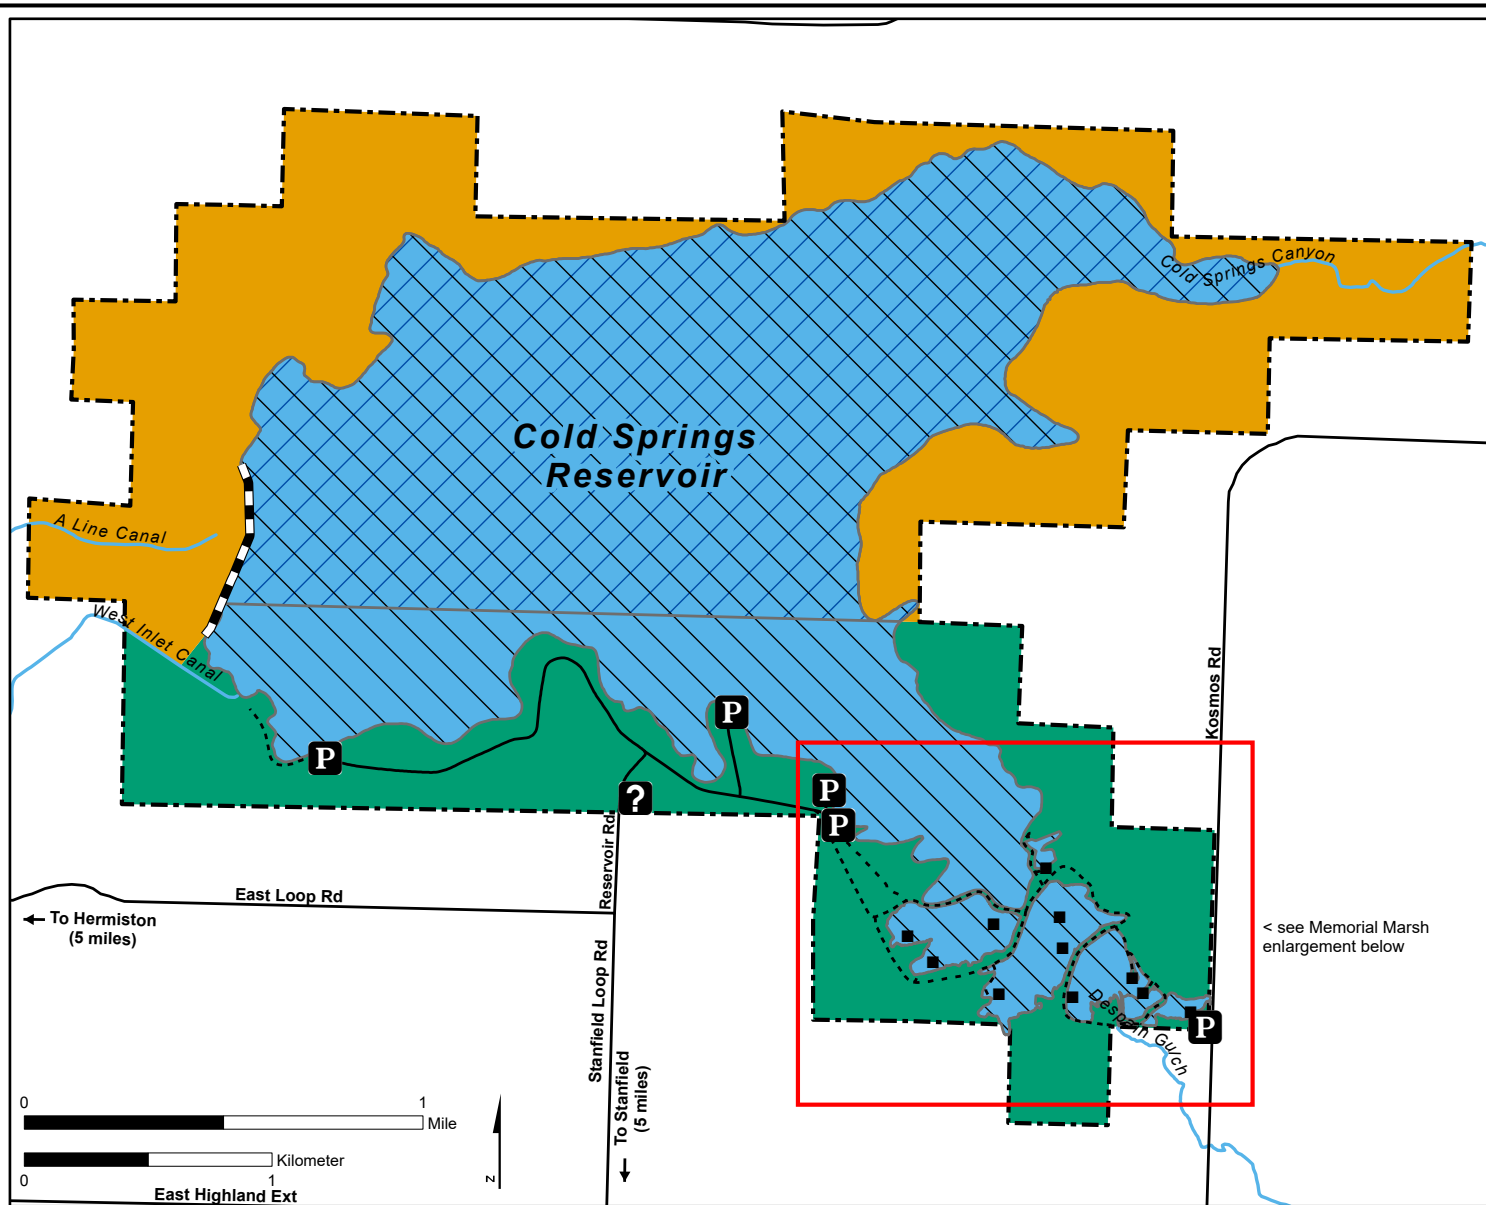 Cold Springs Canyon
Cold Springs
Reservoir
A Line Canal
West Inlet Canal
Kosmos Rd
P
P
P
P
?
Reservoir Rd
East Loop Rd
To Hermiston
(5 miles)
< see Memorial Marsh
enlargement below
Stanfield Loop Rd
Despain Gulch
P
To Stanfield
(5 miles)
0 1
Mile
Kilometer
0 1
z
East Highland Ext